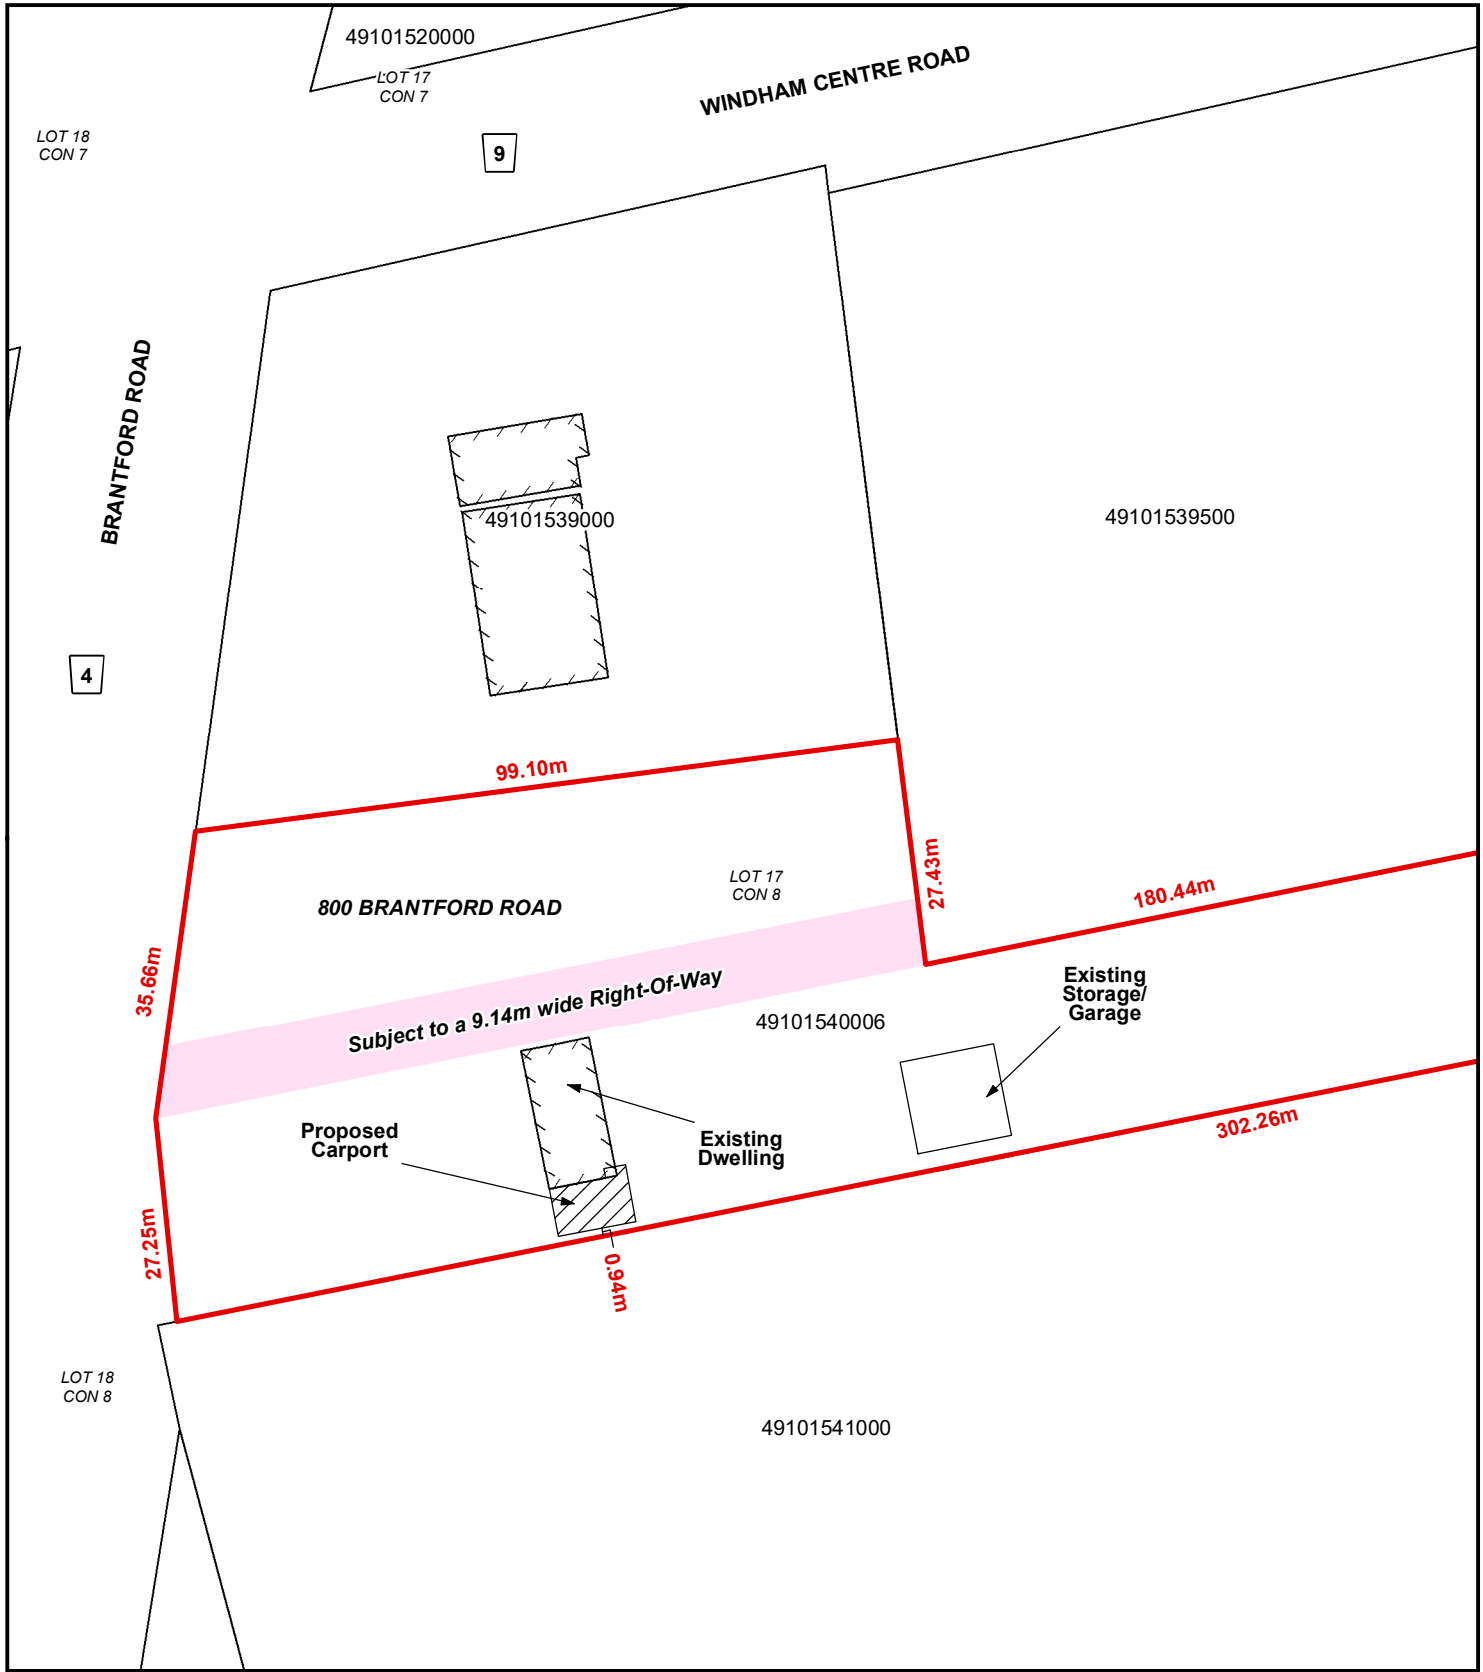 49101520000
LOT 17
CON 7
WINDHAM CENTRE ROAD
LOT 18
CON 7
9
BRANTFORD ROAD
49101539000
49101539500
4
99.10m
27.43m
LOT 17
CON 8
180.44m
800 BRANTFORD ROAD
35.66m
Subject to a 9.14m wide Right-Of-Way
Existing
Storage/
Garage
49101540006
Proposed
Carport
Existing
Dwelling
302.26m
27.25m
0.94m
LOT 18
CON 8
49101541000